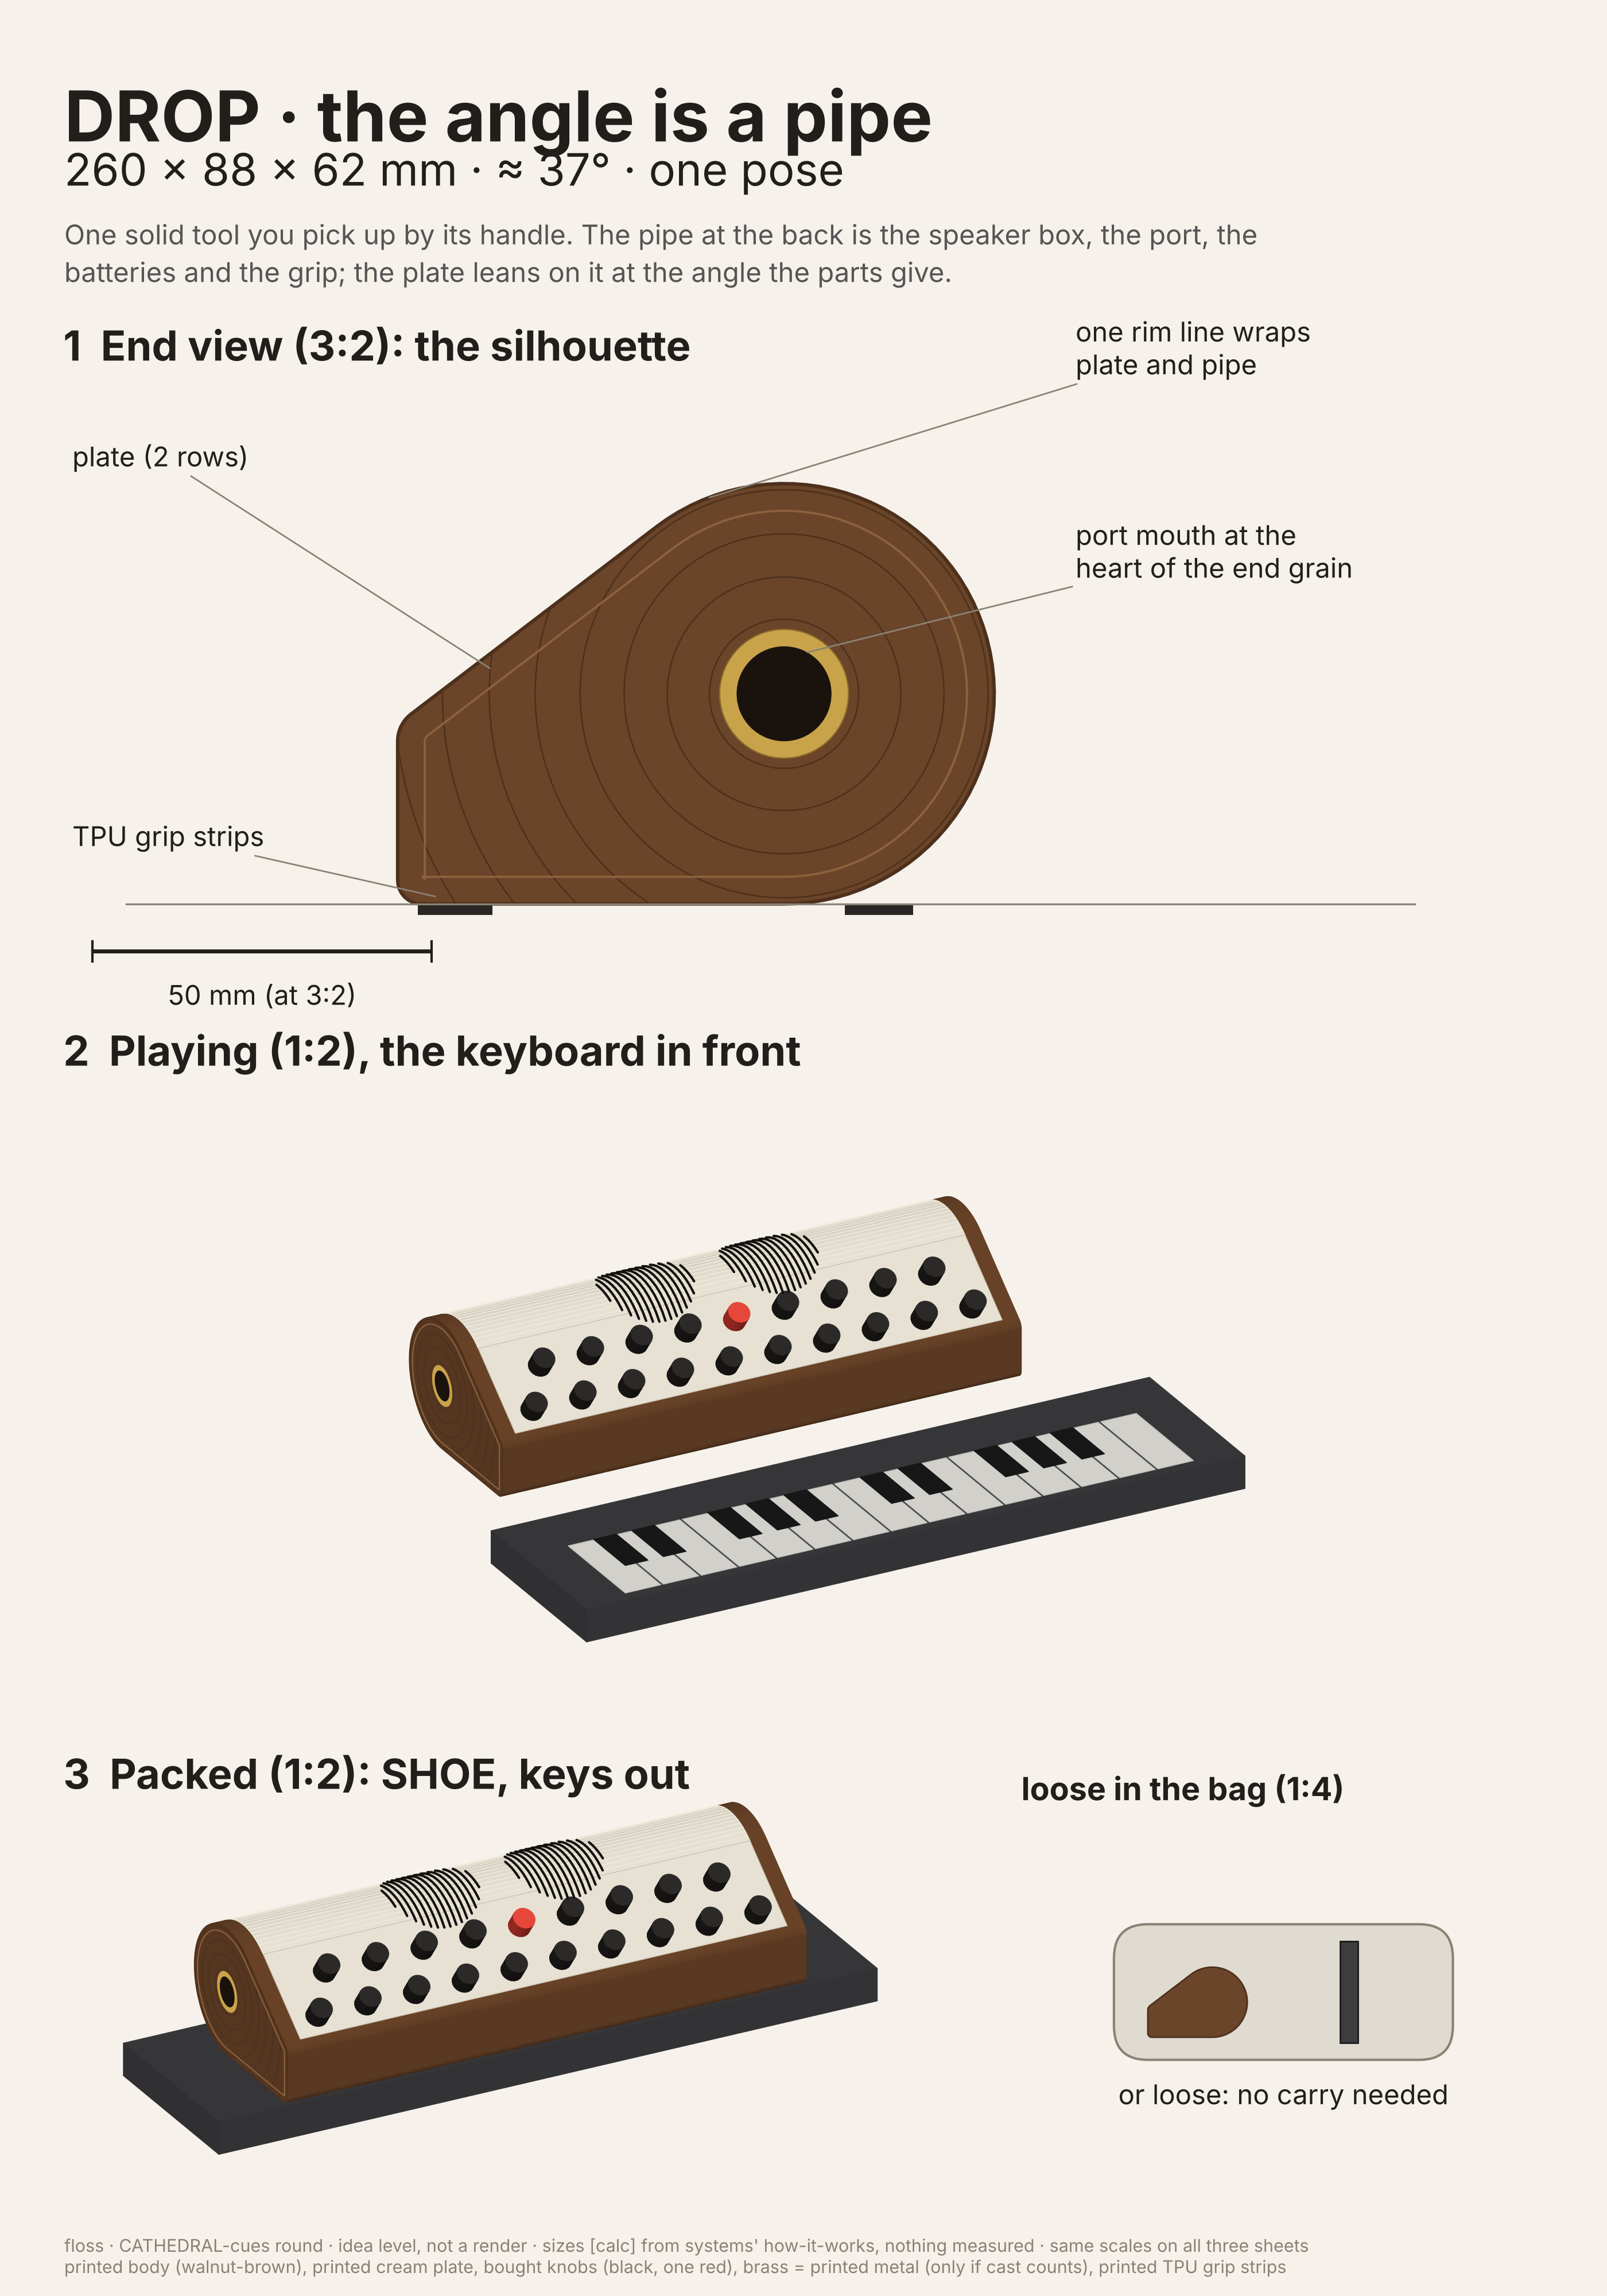 DROP · the angle is a pipe
260 × 88 × 62 mm · ≈ 37° · one pose
One solid tool you pick up by its handle. The pipe at the back is the speaker box, the port, the
batteries and the grip; the plate leans on it at the angle the parts give.
1 End view (3:2): the silhouette
one rim line wraps
plate and pipe
plate (2 rows)
port mouth at the
heart of the end grain
TPU grip strips
50 mm (at 3:2)
2 Playing (1:2), the keyboard in front
3 Packed (1:2): SHOE, keys out
loose in the bag (1:4)
or loose: no carry needed
floss · CATHEDRAL-cues round · idea level, not a render · sizes [calc] from systems' how-it-works, nothing measured · same scales on all three sheets
printed body (walnut-brown), printed cream plate, bought knobs (black, one red), brass = printed metal (only if cast counts), printed TPU grip strips